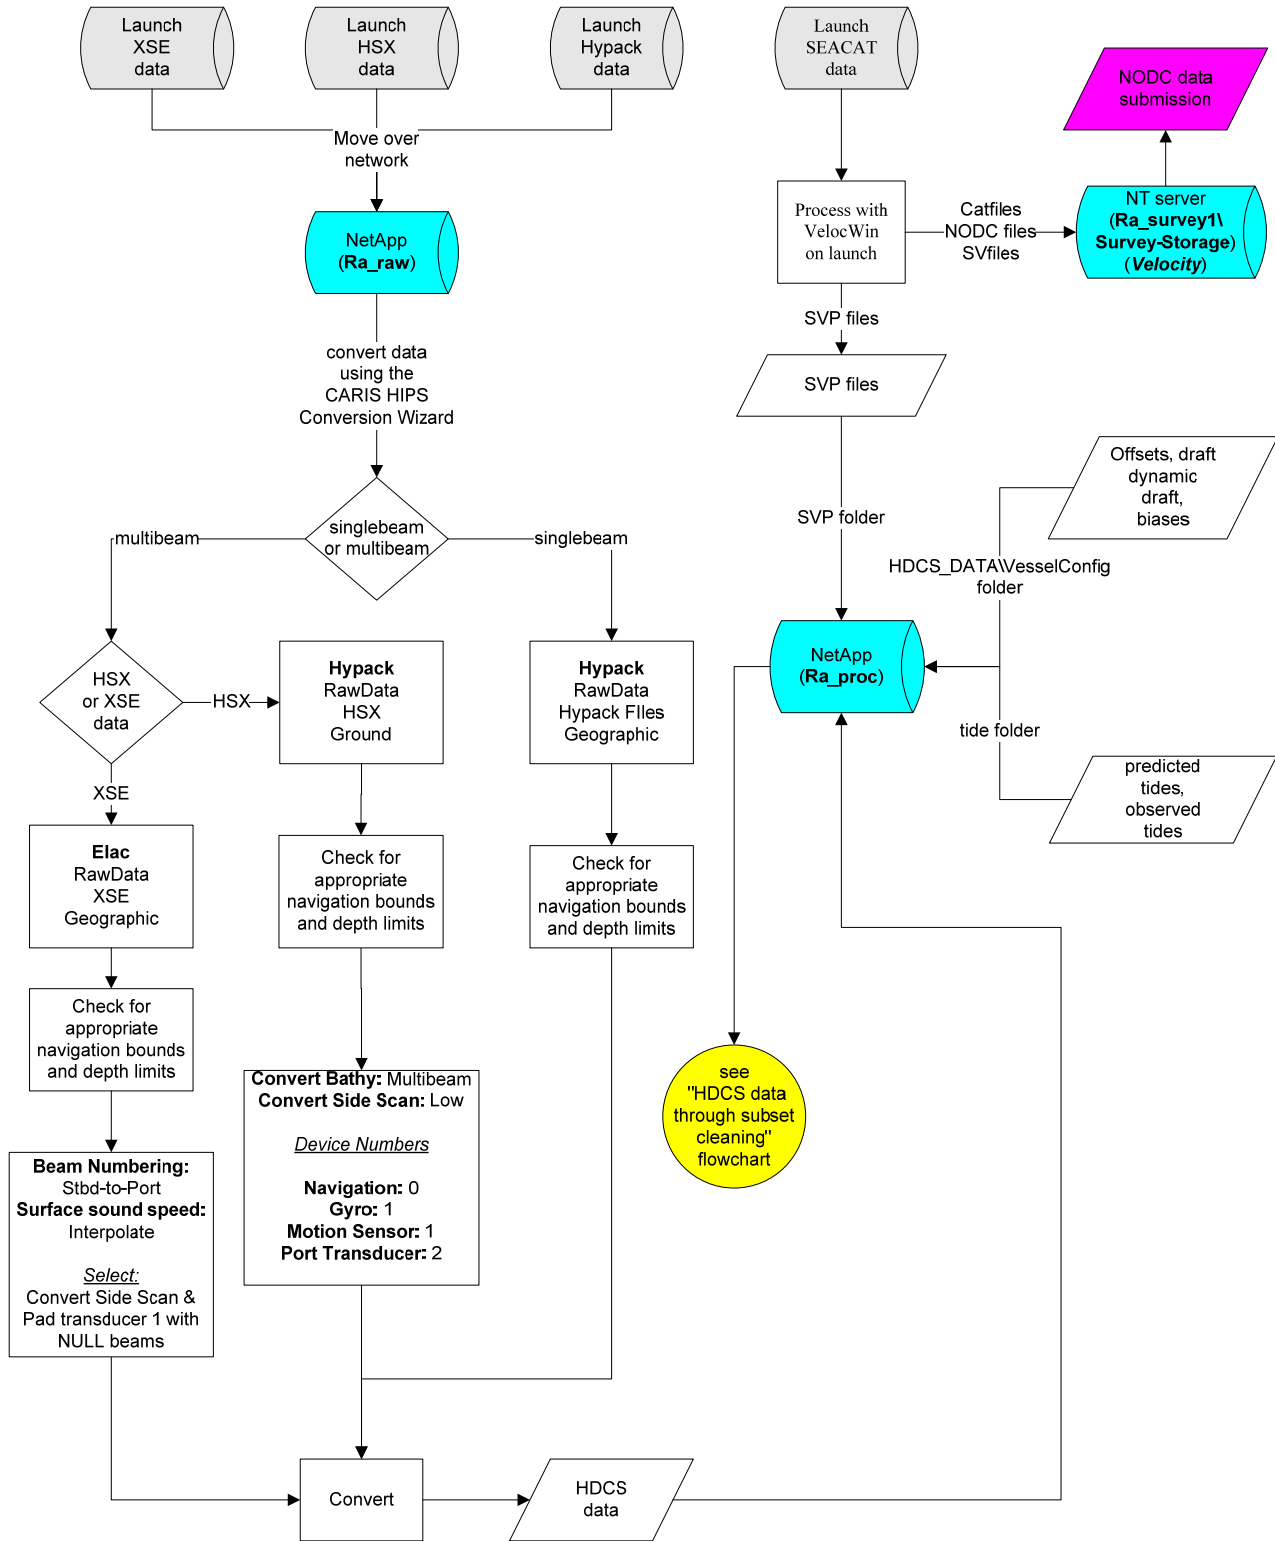 Launch
XSE
data
Launch
HSX
data
Launch
Hypack
data
Launch
SEACAT
data
NODC data
submission
Move over
network
NetApp
(Ra_raw)
Process with
VelocWin
on launch
Catfiles
NODC files
SVfiles
NT server
(Ra_survey1\
Survey-Storage)
(Velocity)
SVP files
SVP files
convert data
using the
CARIS HIPS
Conversion Wizard
singlebeam
or multibeam
multibeam
singlebeam
SVP folder
Offsets, draft
dynamic
draft,
biases
HDCS_DATA\VesselConfig
folder
HSX
or XSE
data
HSX
XSE
Hypack
RawData
HSX
Ground
Hypack
RawData
Hypack FIles
Geographic
NetApp
(Ra_proc)
tide folder
predicted
tides,
observed
tides
Elac
RawData
XSE
Geographic
Check for
appropriate
navigation bounds
and depth limits
Check for
appropriate
navigation bounds
and depth limits
Check for
appropriate
navigation bounds
and depth limits
Convert Bathy: Multibeam
Convert Side Scan: Low
Device Numbers
Navigation: 0
Gyro: 1
Motion Sensor: 1
Port Transducer: 2
see
"HDCS data
through subset
cleaning"
flowchart
Beam Numbering:
Stbd-to-Port
Surface sound speed:
Interpolate
Select:
Convert Side Scan &
Pad transducer 1 with
NULL beams
Convert
HDCS
data